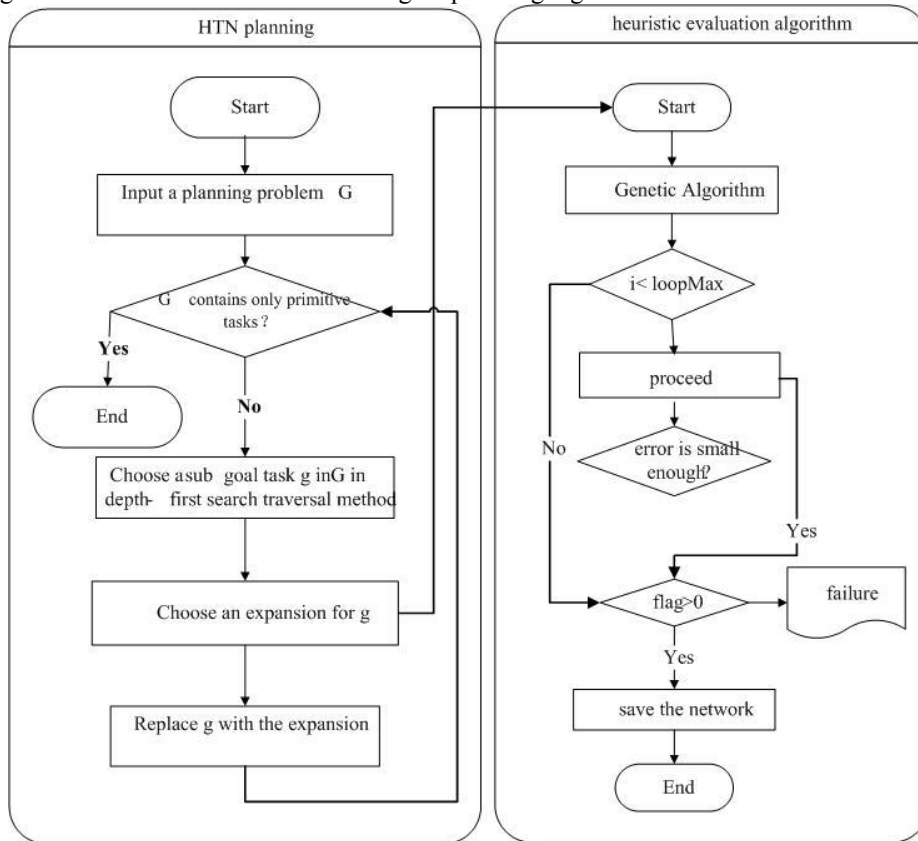 HTN planning
Start
Input a planning problem G
G contains only primitive
tasks?
Yes
End
No
Choose asub goal task g inG in
depth- first search traversal method
Choose an expansion for g
Replace g with the expansion
heuristic evaluation algorithm
Start
Genetic Algorithm
i< loopMax
proceed
No
error is small
enough?
Yes
flag>0
failure
Yes
save the network
End